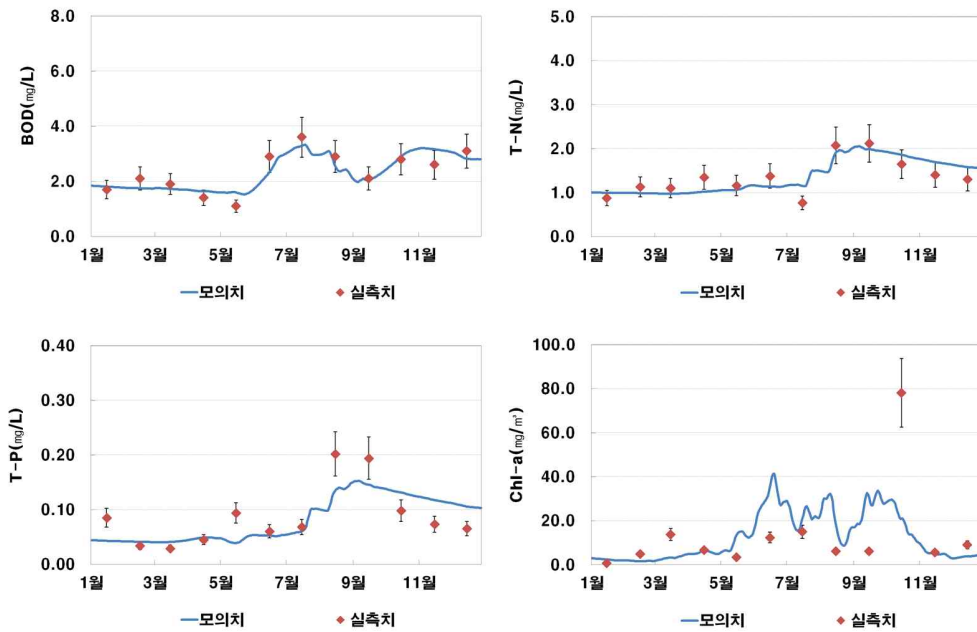 8.0
6.0
4.0
2.0
0.0
BOD(mg/L)
1월 3월 5월 7월 9월 11월
모의치 실측치
5.0
4.0
3.0
2.0
1.0
0.0
T-N(mg/L)
1월 3월 5월 7월 9월 11월
모의치 실측치
0.40
0.30
0.20
0.10
0.00
T-P(mg/L)
1월 3월 5월 7월 9월 11월
모의치 실측치
100.0
80.0
60.0
40.0
20.0
0.0
Chl-a(mg/m³)
1월 3월 5월 7월 9월 11월
모의치 실측치